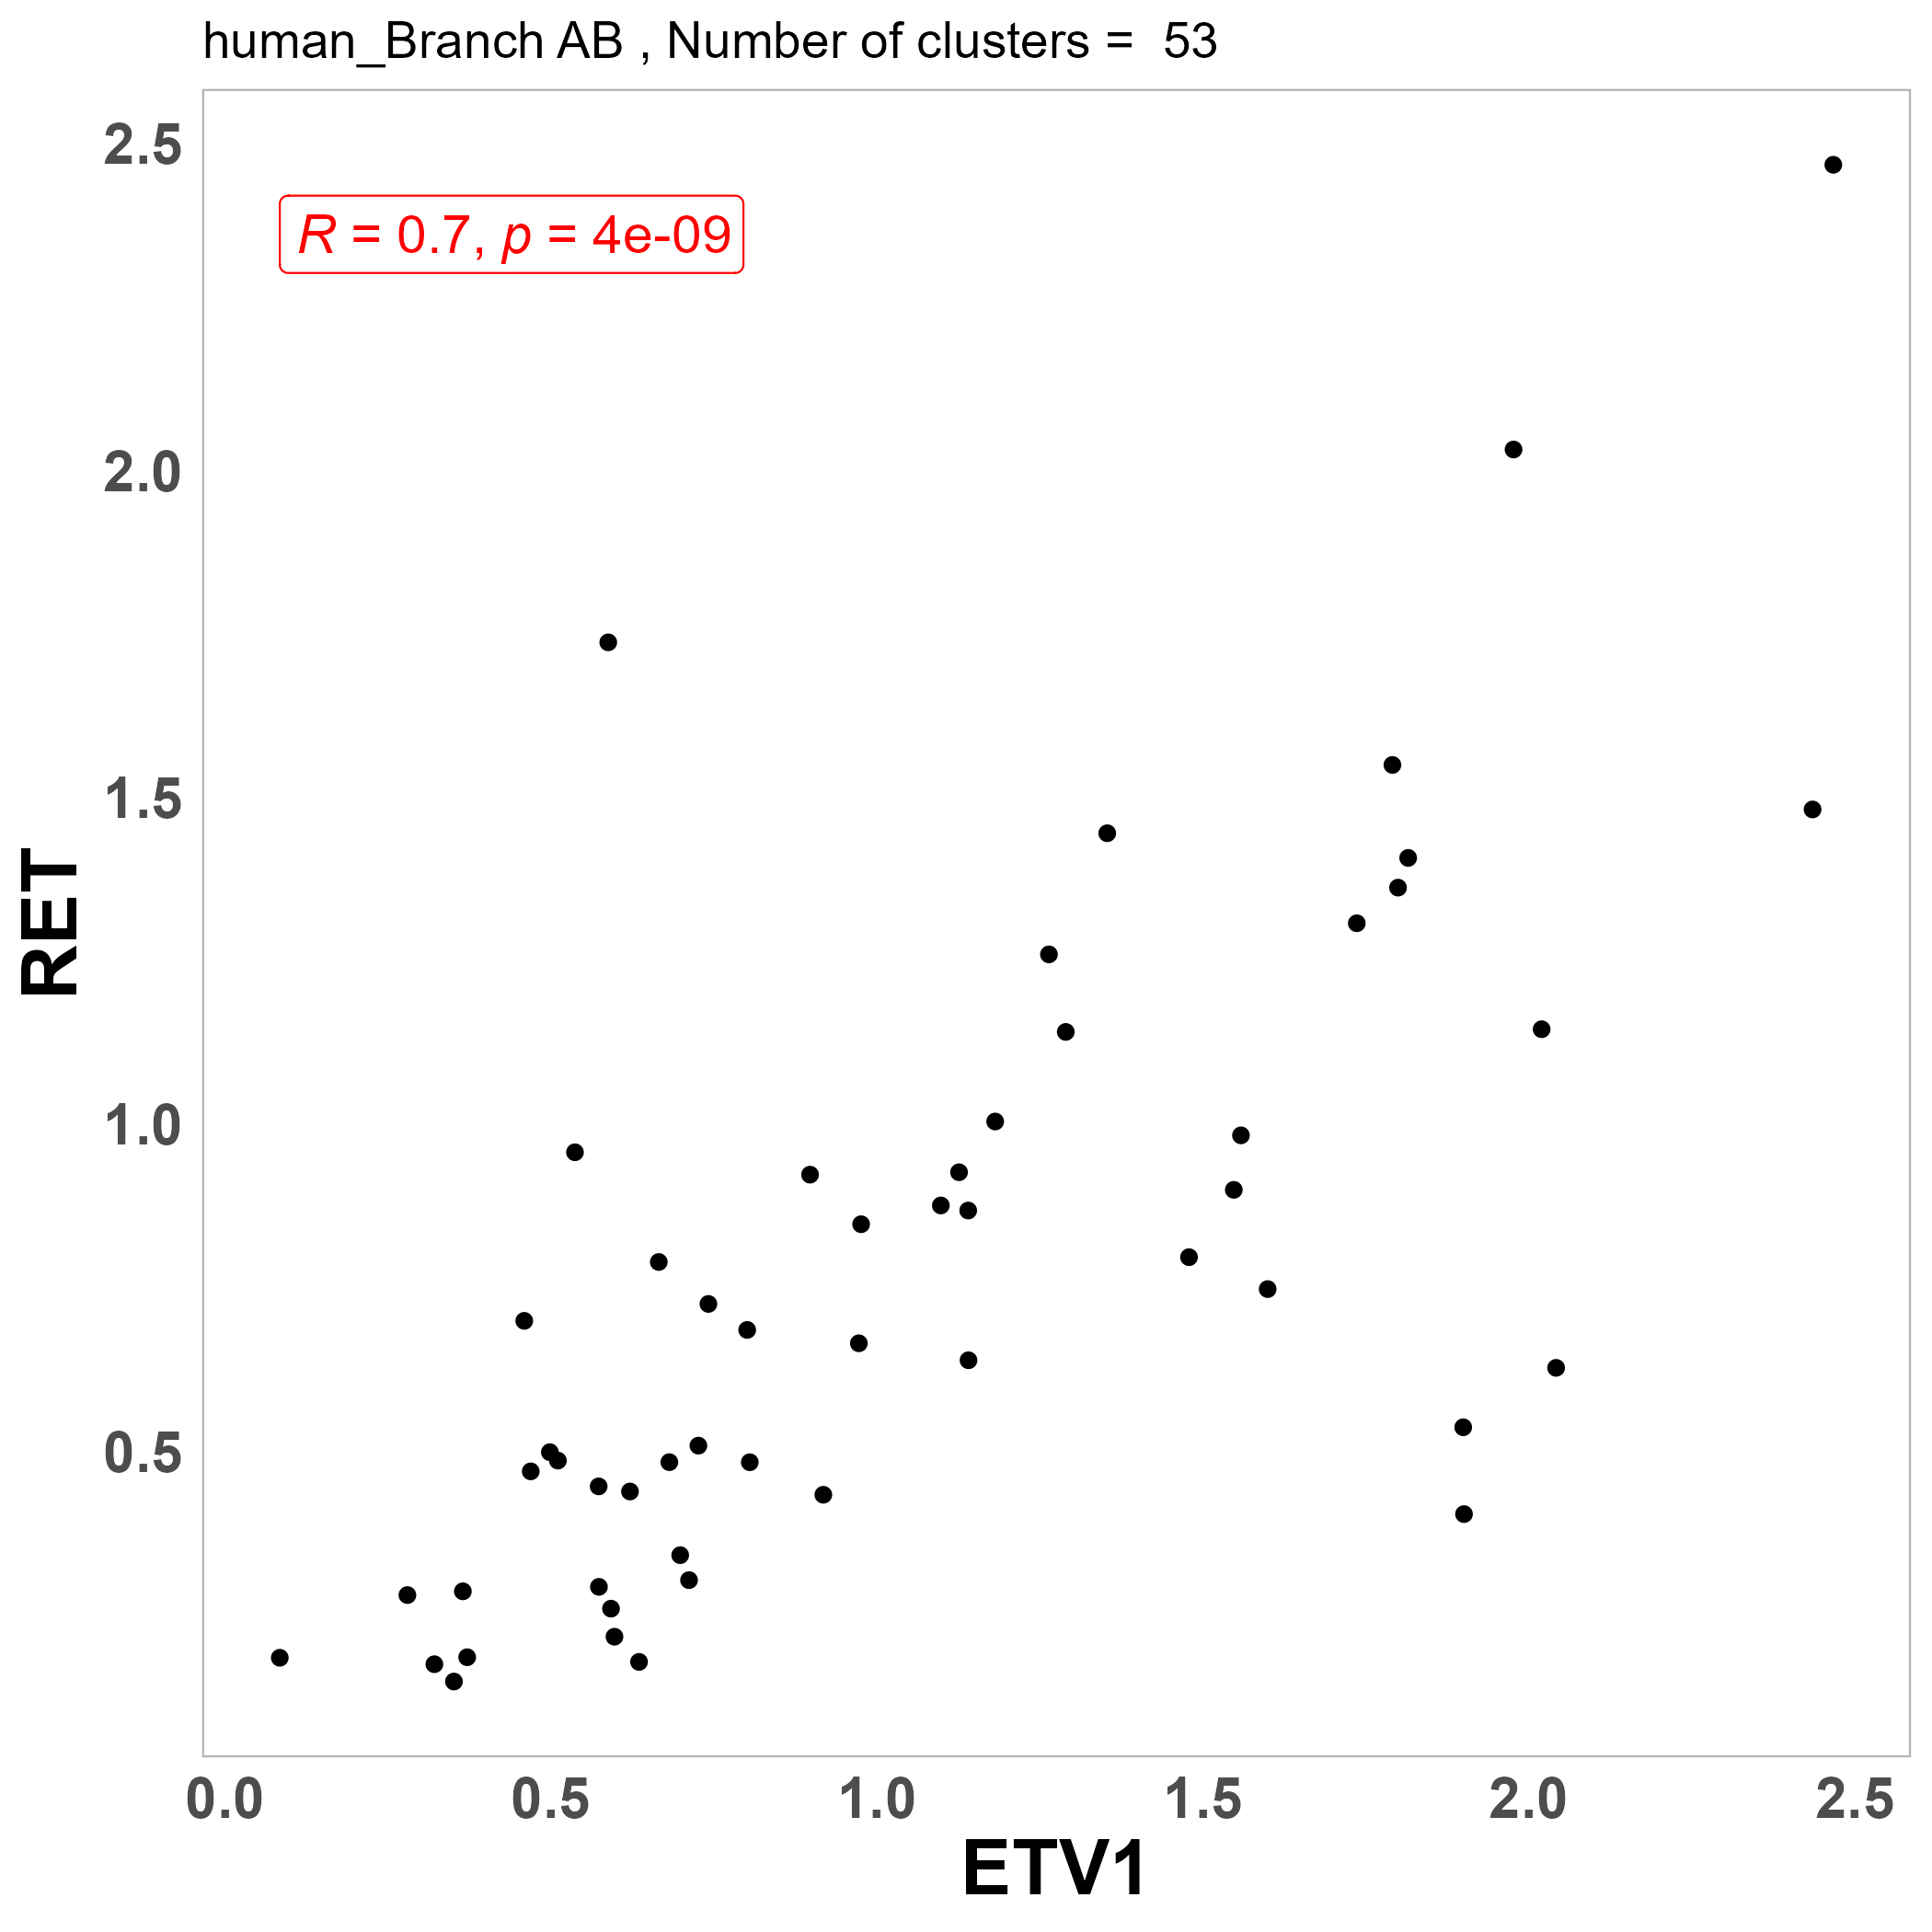 human_Branch AB , Number of clusters =  53
R = 0.7, p = 4e-09
RET
2.5
2.0
1.5
1.0
0.5
0.0 0.5 1.0 1.5 2.0 2.5
ETV1